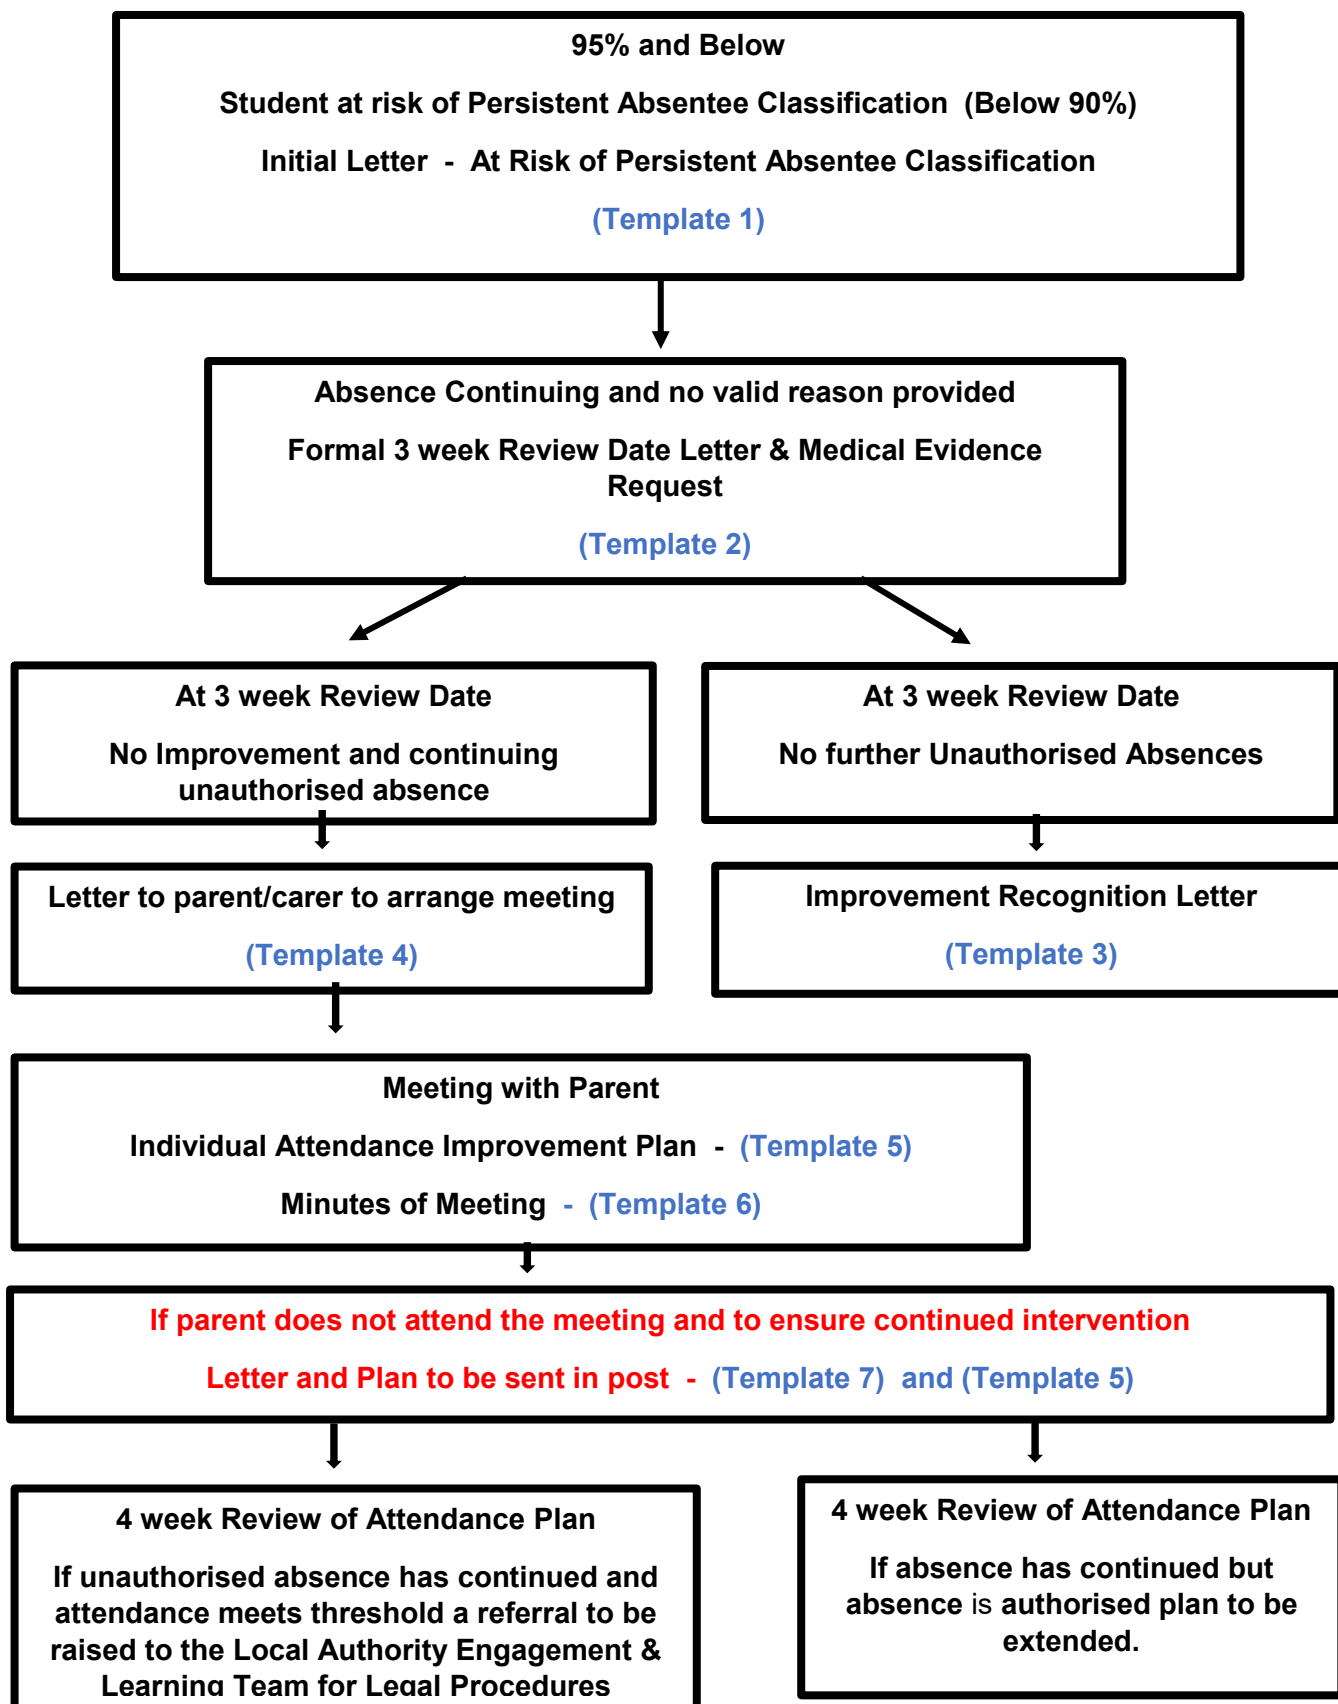 95% and Below
Student at risk of Persistent Absentee Classification (Below 90%)
Initial Letter - At Risk of Persistent Absentee Classification
(Template 1)
Absence Continuing and no valid reason provided
Formal 3 week Review Date Letter & Medical Evidence
Request
(Template 2)
At 3 week Review Date
No Improvement and continuing
unauthorised absence
At 3 week Review Date
No further Unauthorised Absences
Letter to parent/carer to arrange meeting
(Template 4)
Improvement Recognition Letter
(Template 3)
Meeting with Parent
Individual Attendance Improvement Plan - (Template 5)
Minutes of Meeting - (Template 6)
If parent does not attend the meeting and to ensure continued intervention
Letter and Plan to be sent in post - (Template 7) and (Template 5)
4 week Review of Attendance Plan
If unauthorised absence has continued and
attendance meets threshold a referral to be
raised to the Local Authority Engagement &
Learning Team for Legal Procedures
4 week Review of Attendance Plan
If absence has continued but
absence is authorised plan to be
extended.